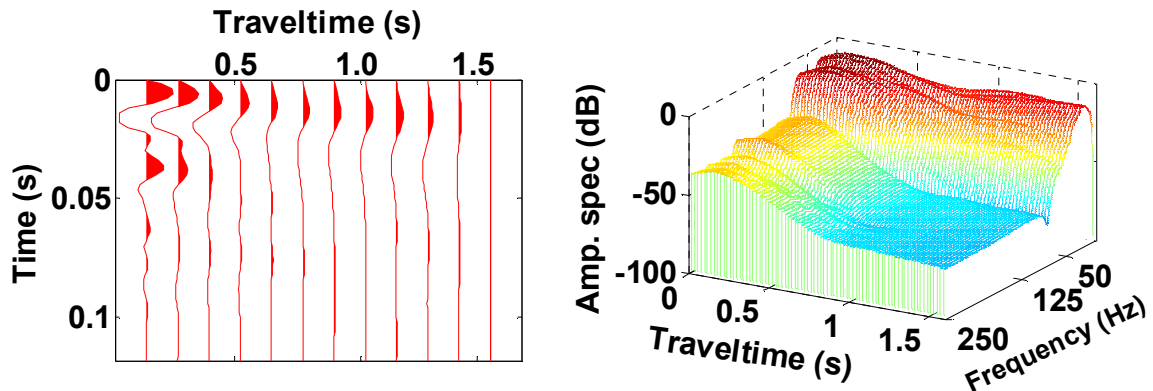 Traveltime (s)
0.5 1.0 1.5
0
0.05
0.1
Time (s)
0
-50
-100
Amp. spec (dB)
0 0.5 1 1.5
Traveltime (s)
250 125 50
Frequency (Hz)